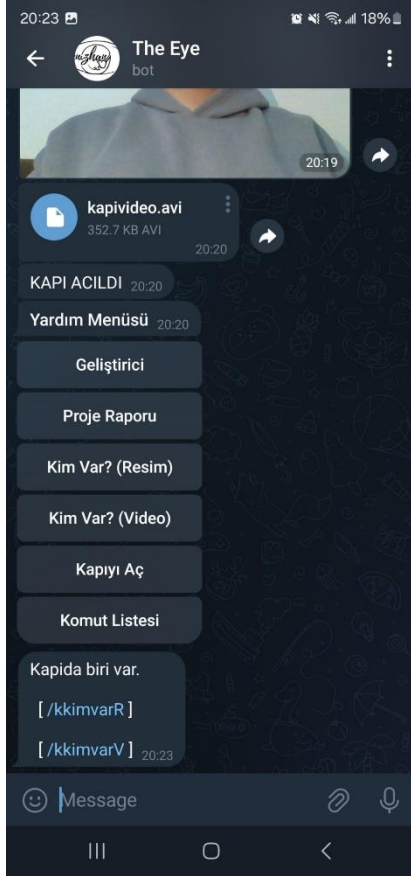 20:23
18%
The Eye
bot
20:19
kapivideo.avi
352.7 KB AVI
20:20
KAPI ACILDI 20:20
Yardım Menüsü 20:20
Geliştirici
Proje Raporu
Kim Var? (Resim)
Kim Var? (Video)
Kapıyı Aç
Komut Listesi
Kapida biri var.
[ /kkimvarR ]
[ /kkimvarV ] 20:23
Message